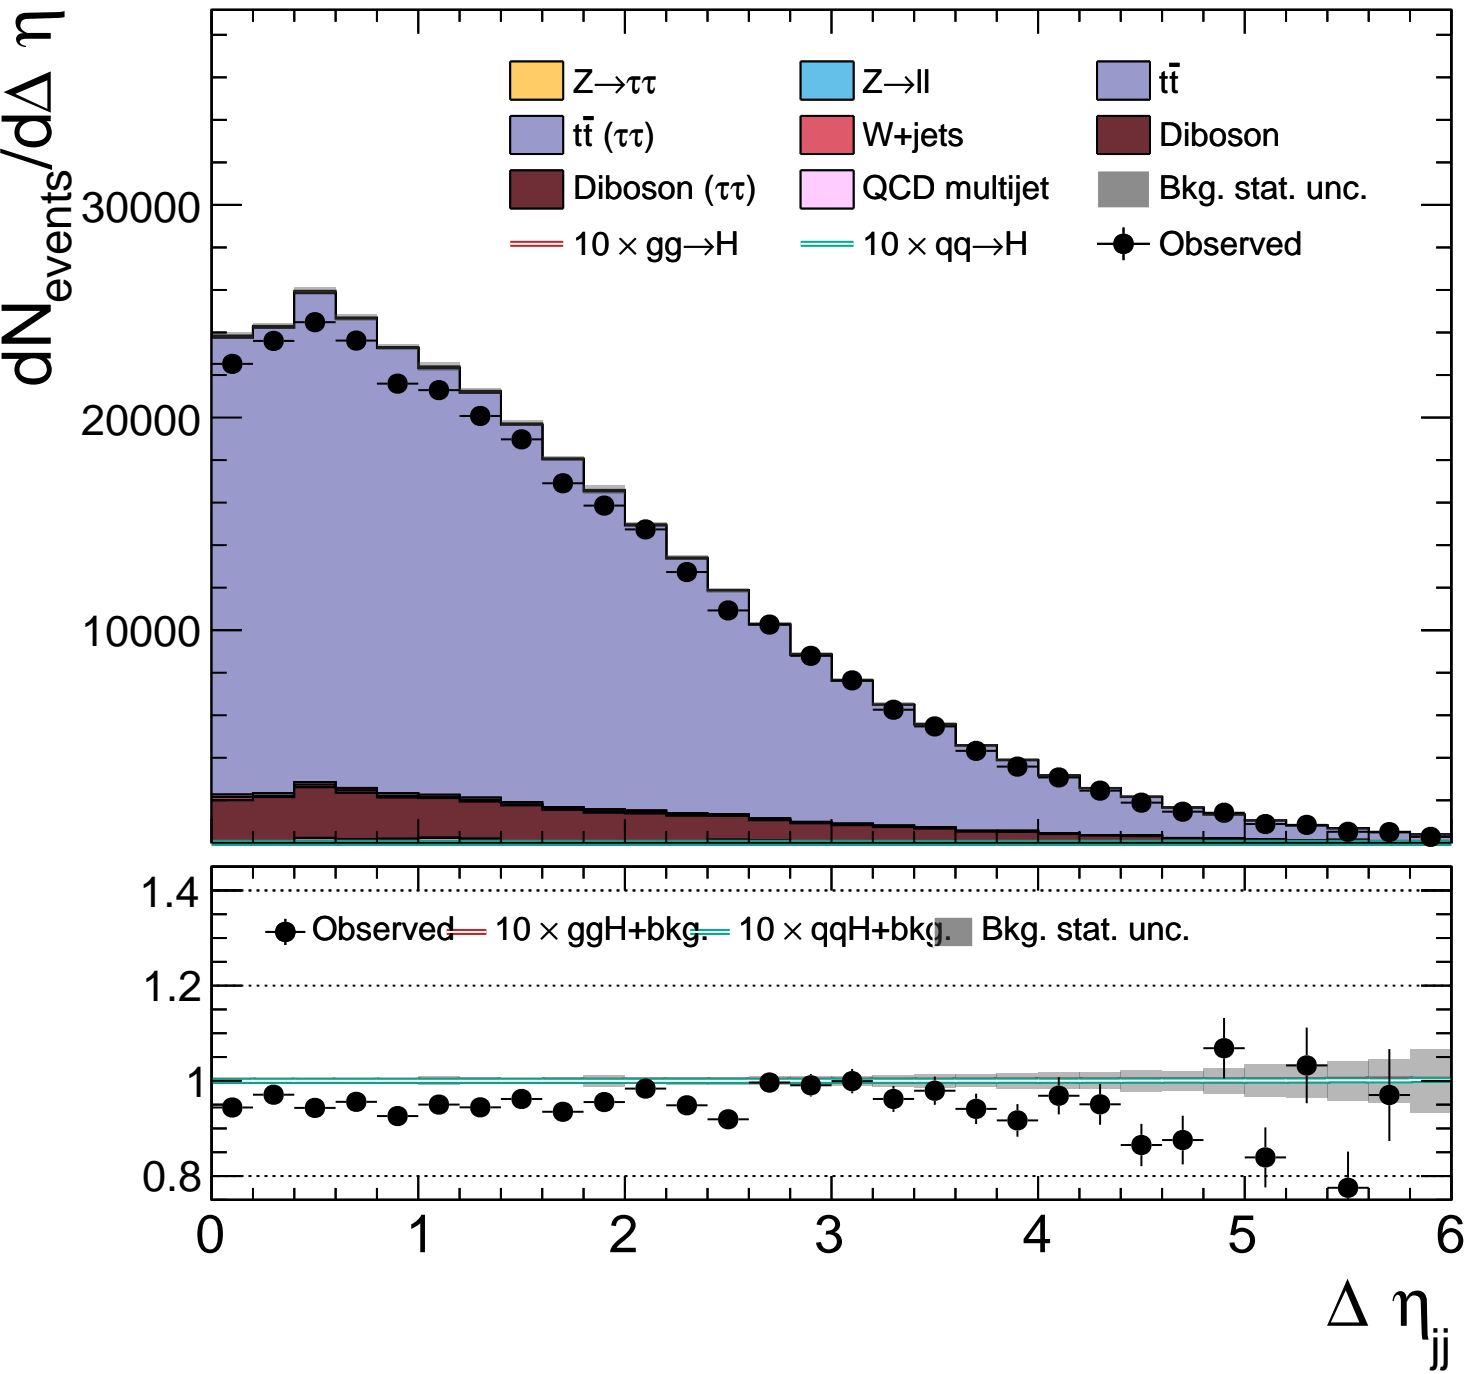 dN_events/dΔ η
Z→ττ Z→ll tt̄
tt̄ (ττ) W+jets Diboson
Diboson (ττ) QCD multijet Bkg. stat. unc.
10 × gg→H 10 × qq→H Observed
30000
20000
10000
1.4
Observed 10 × ggH+bkg. 10 × qqH+bkg. Bkg. stat. unc.
1.2
1
0.8
0 1 2 3 4 5 6
Δ η_jj